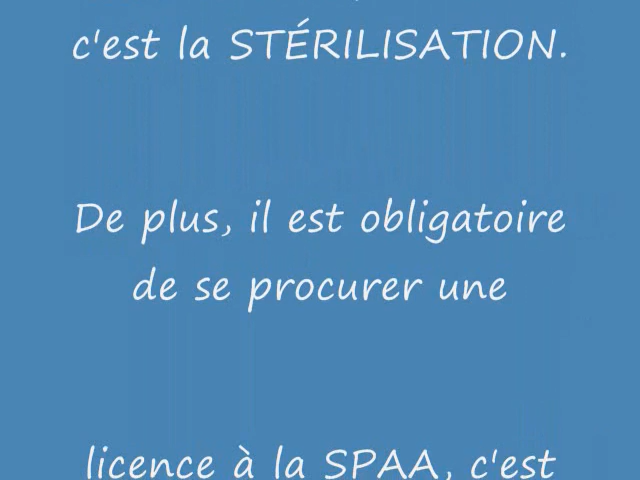 c'est la STÉRILISATION.
De plus, il est obligatoire
de se procurer une
licence à la SPAA, c'est